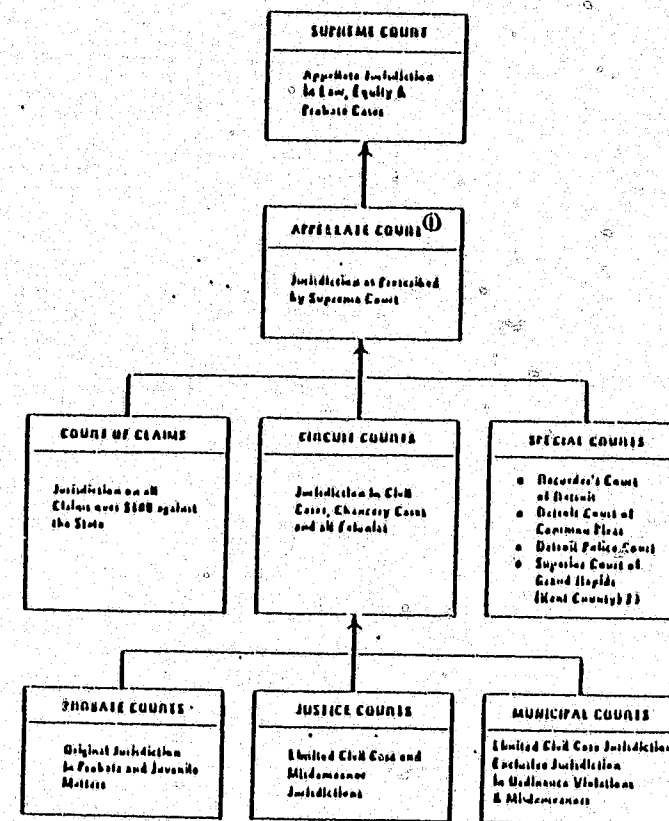 SUPREME COURT
Appellate Jurisdiction
In Law, Equity &
Probate Cases
APPELLATE COURT
Jurisdiction as Prescribed
by Supreme Court
COURT OF CLAIMS
Jurisdiction on all
Claims over $100 against
the State
CIRCUIT COURTS
Jurisdiction in Civil
Cases, Chancery Cases
and all Felonies
SPECIAL COURTS
Recorder's Court
of Detroit
Detroit Court of
Common Pleas
Detroit Police Court
Superior Court of
Grand Rapids
(Kent County)
PROBATE COURTS
Original Jurisdiction
In Probate and Juvenile
Matters
JUSTICE COURTS
Limited Civil Case and
Misdemeanor
Jurisdictions
MUNICIPAL COURTS
Limited Civil Case Jurisdiction
Exclusive Jurisdiction
In Ordinance Violations
& Misdemeanors